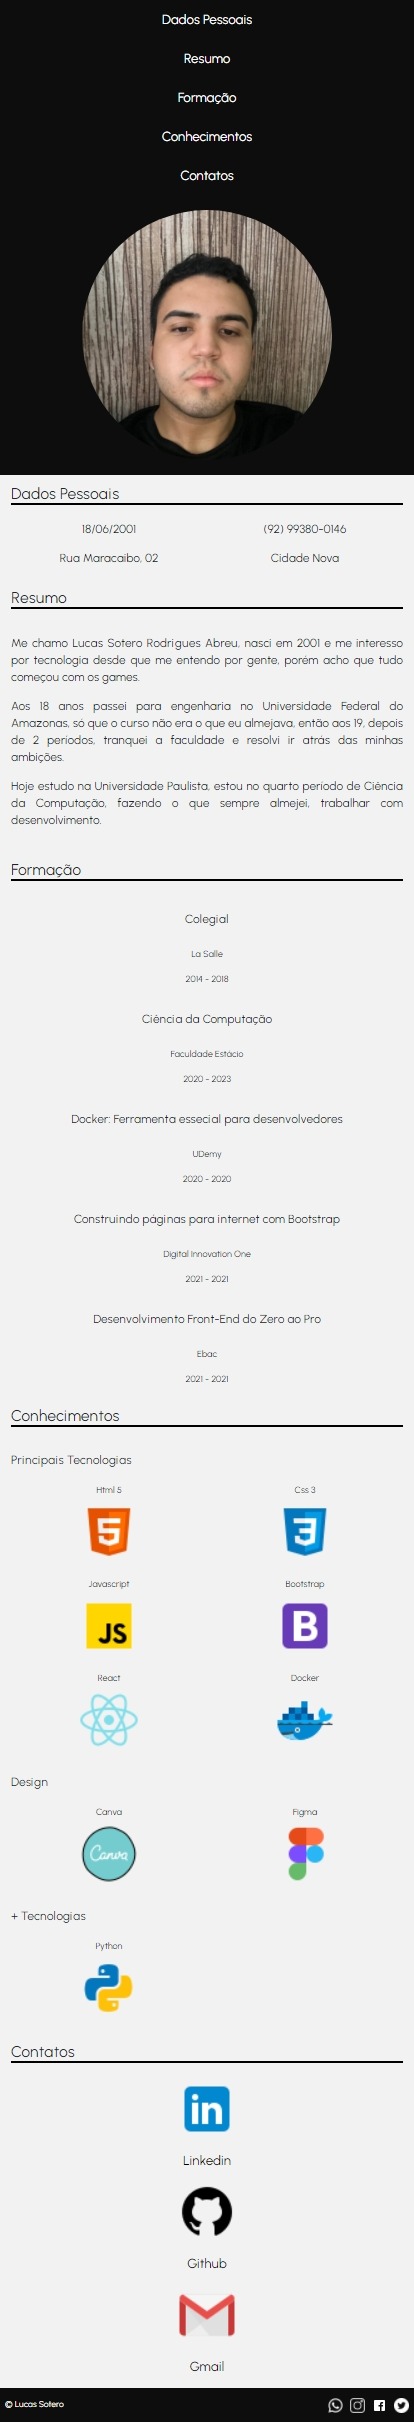 Dados Pessoais
Resumo
Formação
Conhecimentos
Contatos
Dados Pessoais
18/06/2001
(92) 99380-0146
Rua Maracaibo, 02
Cidade Nova
Resumo
Me chamo Lucas Sotero Rodrigues Abreu, nasci em 2001 e me interesso
por tecnologia desde que me entendo por gente, porém acho que tudo
começou com os games.
Aos 18 anos passei para engenharia no Universidade Federal do
Amazonas, só que o curso não era o que eu almejava, então aos 19, depois
de 2 períodos, tranquei a faculdade e resolvi ir atrás das minhas
ambições.
Hoje estudo na Universidade Paulista, estou no quarto período de Ciência
da Computação, fazendo o que sempre almejei, trabalhar com
desenvolvimento.
Formação
Colegial
La Salle
2014 - 2018
Ciência da Computação
Faculdade Estácio
2020 - 2023
Docker: Ferramenta essecial para desenvolvedores
UDemy
2020 - 2020
Construindo páginas para internet com Bootstrap
Digital Innovation One
2021 - 2021
Desenvolvimento Front-End do Zero ao Pro
Ebac
2021 - 2021
Conhecimentos
Principais Tecnologias
Html 5
Css 3
5
3
Javascript
Bootstrap
JS
B
React
Docker
Design
Canva
Figma
Canva
+ Tecnologias
Python
Contatos
in
Linkedin
Github
Gmail
© Lucas Sotero